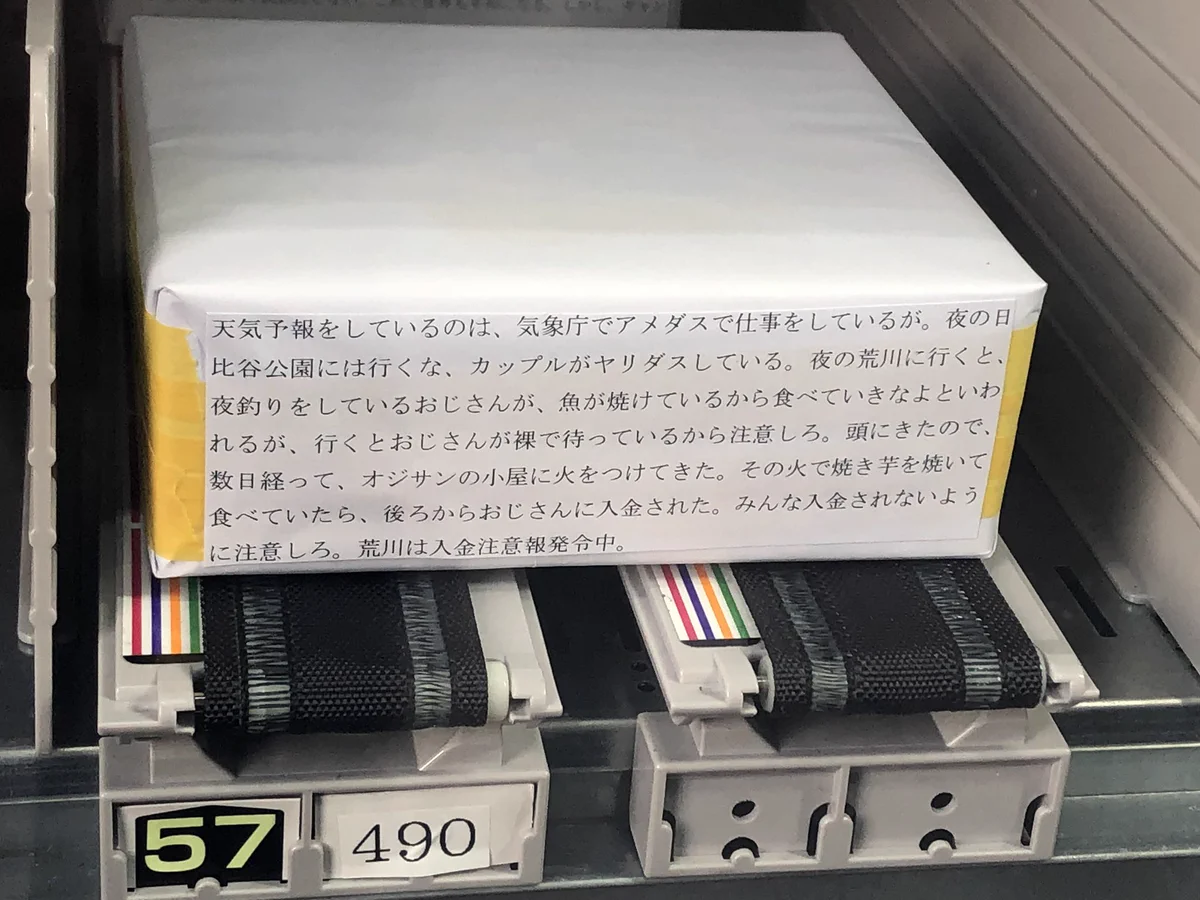 天気予報をしているのは、気象庁でアメダスで仕事をしているが。夜の日
比谷公園には行くな、カップルがヤリダスしている。夜の荒川に行くと、
夜釣りをしているおじさんが、魚が焼けているから食べていきなよといわ
れるが、行くとおじさんが裸で待っているから注意しろ。頭にきたので、
数日経って、オジサンの小屋に火をつけてきた。その火で焼き芋を焼いて
食べていたら、後ろからおじさんに入金された。みんな入金されないよう
に注意しろ。荒川は入金注意報発令中。
57
490